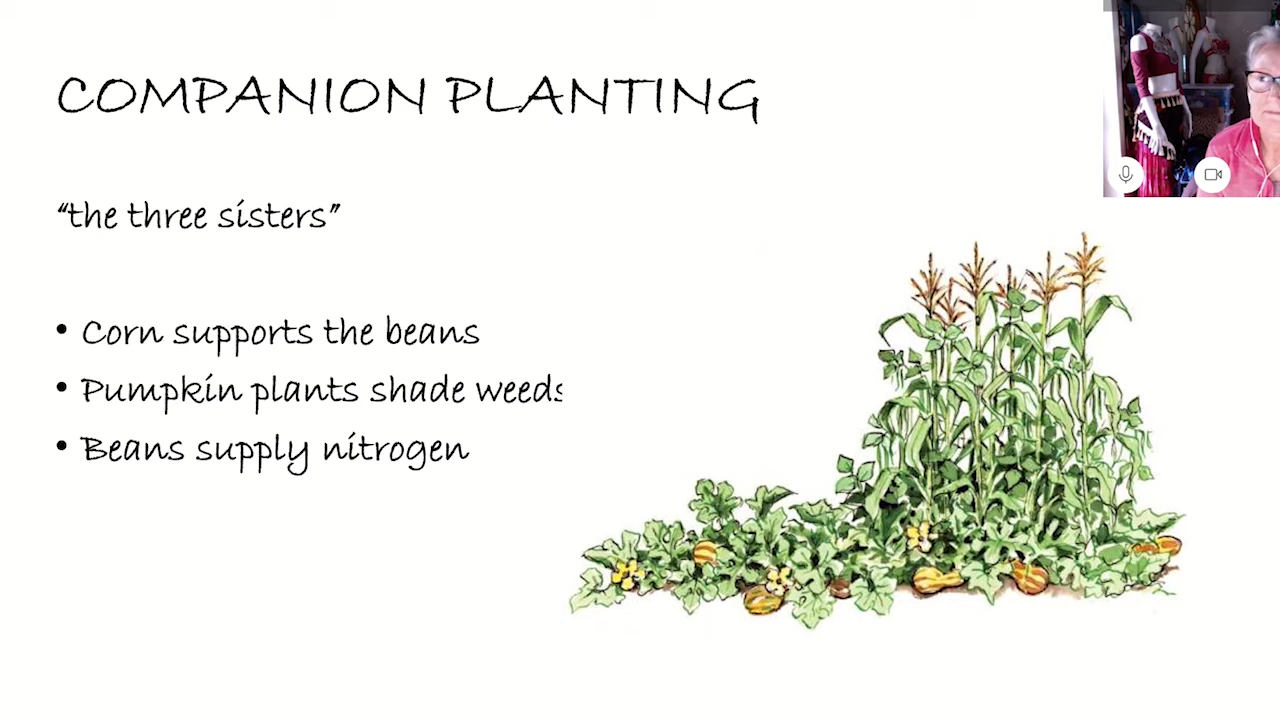 COMPANION PLANTING
“the three sisters”
• Corn supports the beans
• Pumpkin plants shade weeds
• Beans supply nitrogen